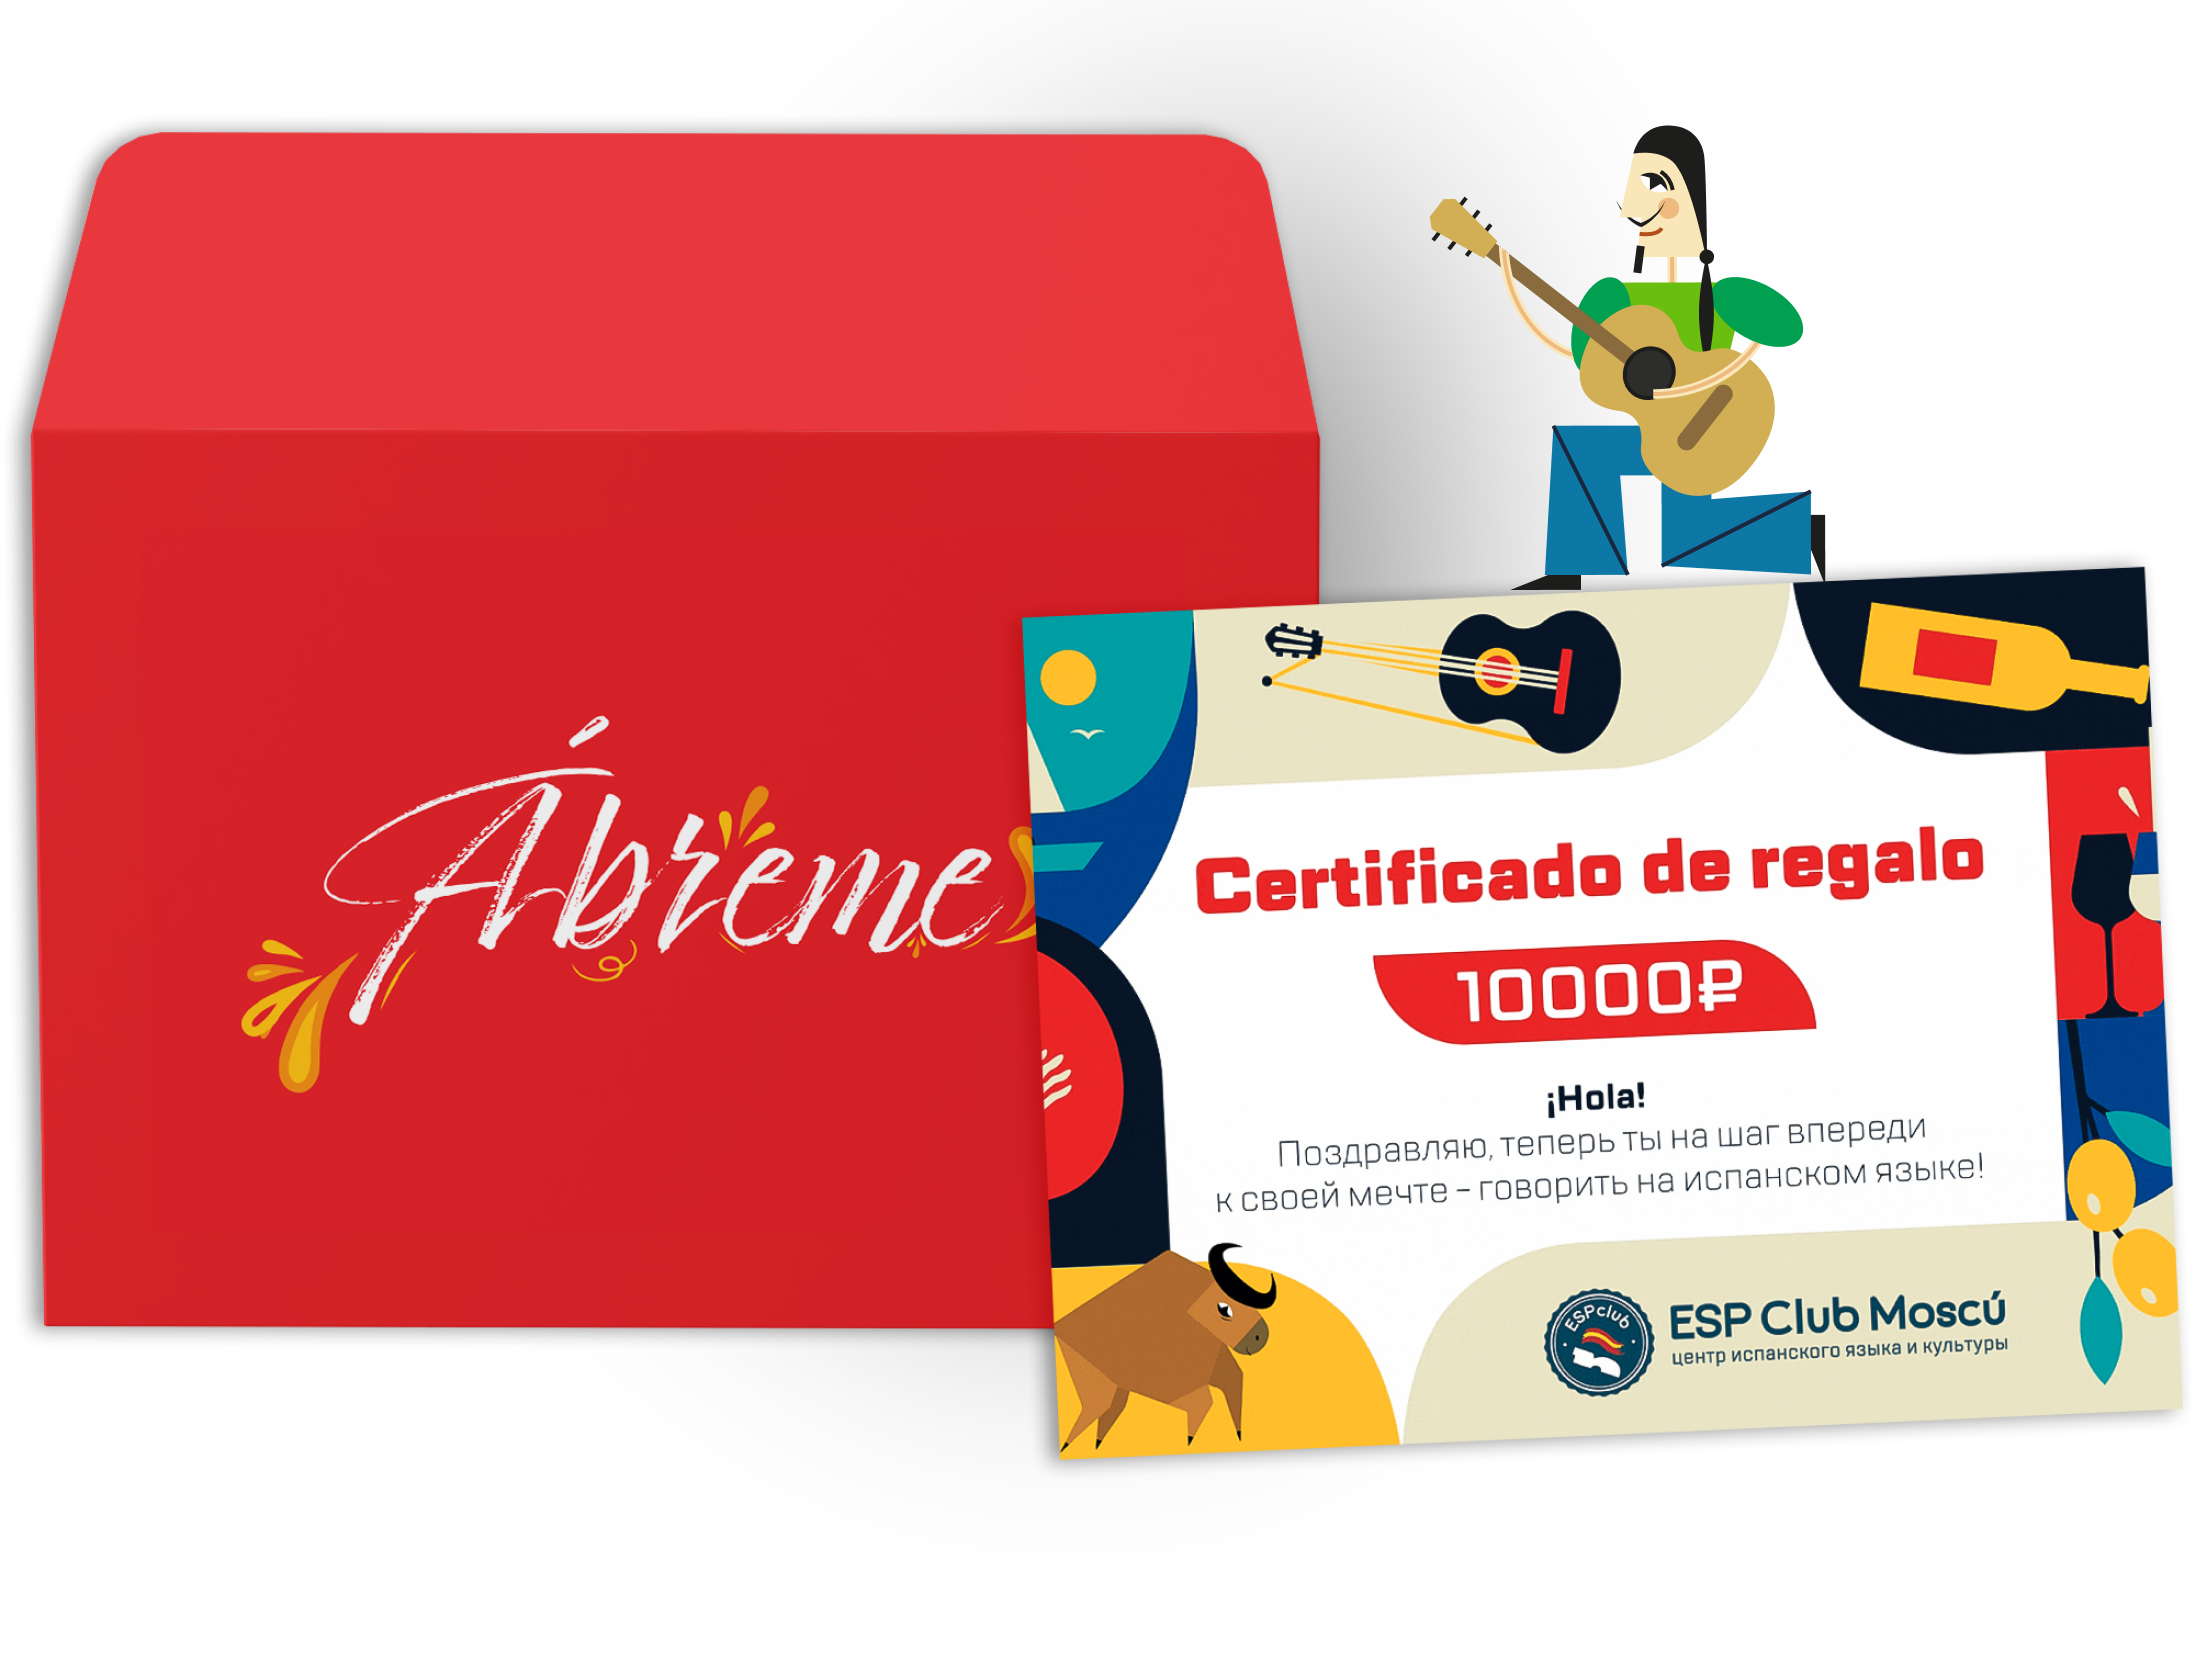 Ábreme
Certificado de regalo
10000₽
¡Hola!
Поздравляю, теперь ты на шаг впереди
к своей мечте – говорить на испанском языке!
ESPclub
ESP Club Moscú
центр испанского языка и культуры